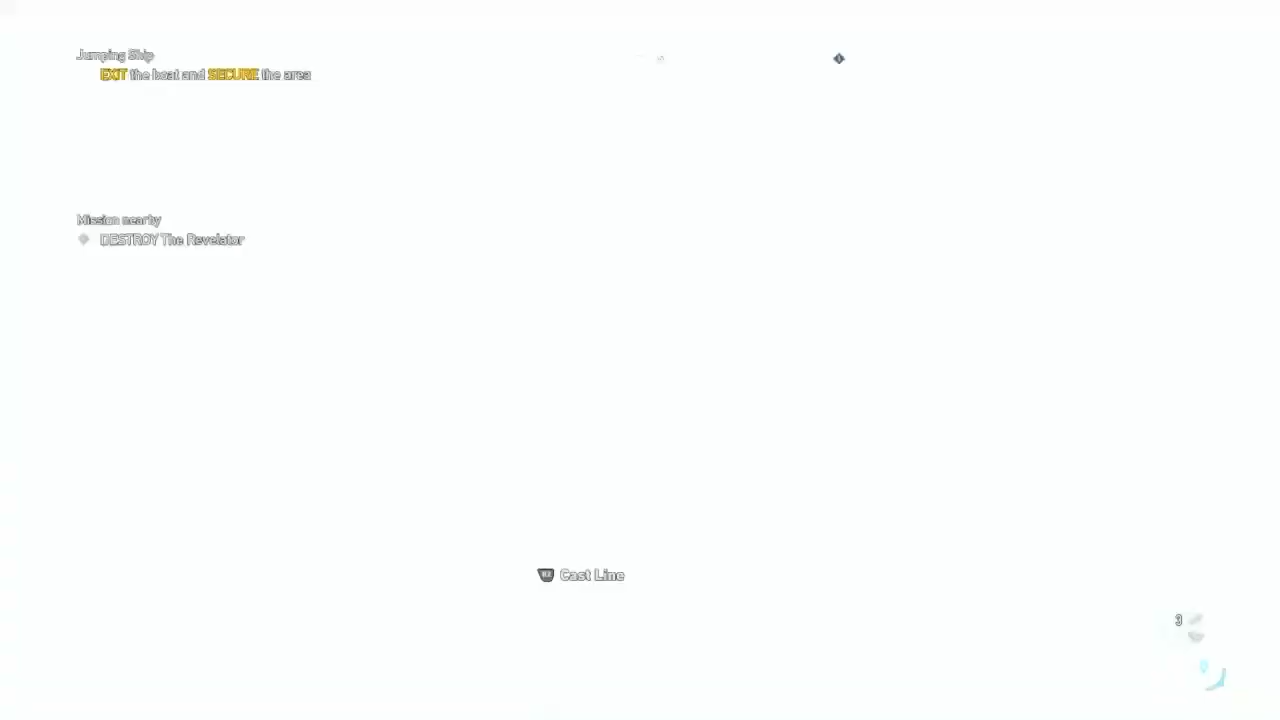 Jumping Ship
EXIT the boat and SECURE the area
Mission nearby
DESTROY The Revelator
Cast Line
3